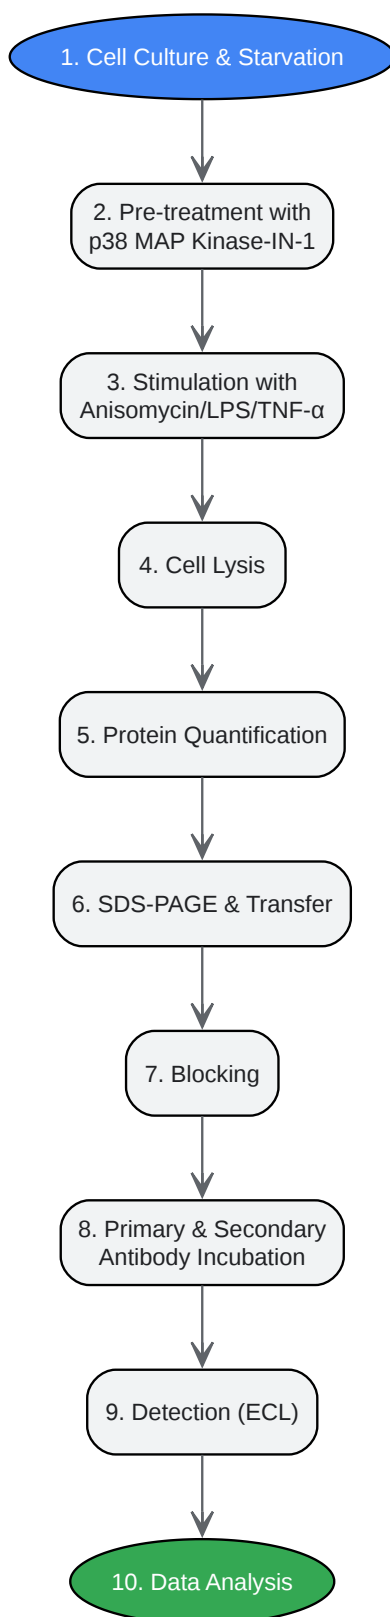 1. Cell Culture & Starvation
2. Pre-treatment with
p38 MAP Kinase-IN-1
3. Stimulation with
Anisomycin/LPS/TNF-α
4. Cell Lysis
5. Protein Quantification
6. SDS-PAGE & Transfer
7. Blocking
8. Primary & Secondary
Antibody Incubation
9. Detection (ECL)
10. Data Analysis